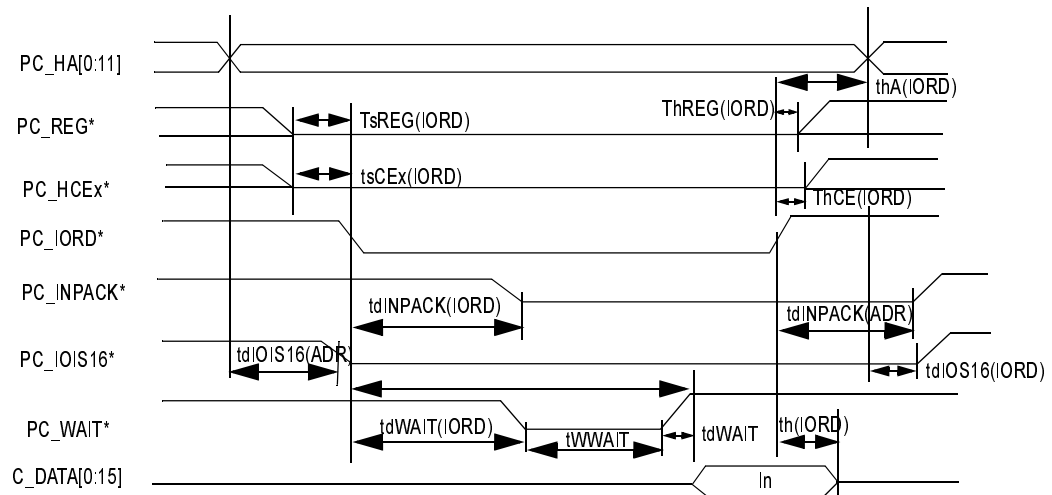 PC_HA[0:11]
thA(IORD)
PC_REG*
TsREG(IORD)
ThREG(IORD)
PC_HCEx*
tsCEx(IORD)
ThCE(IORD)
PC_IORD*
PC_INPACK*
tdINPACK(IORD)
tdINPACK(ADR)
PC_IOIS16*
tdIOIS16(ADR)
tdIOS16(IORD)
PC_WAIT*
tdWAIT(IORD)
tWWAIT
tdWAIT
th(IORD)
C_DATA[0:15]
In